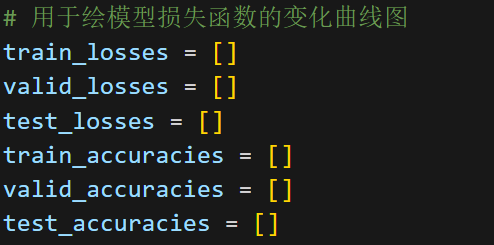 # 用于绘模型损失函数的变化曲线图
train_losses = []
valid_losses = []
test_losses = []
train_accuracies = []
valid_accuracies = []
test_accuracies = []